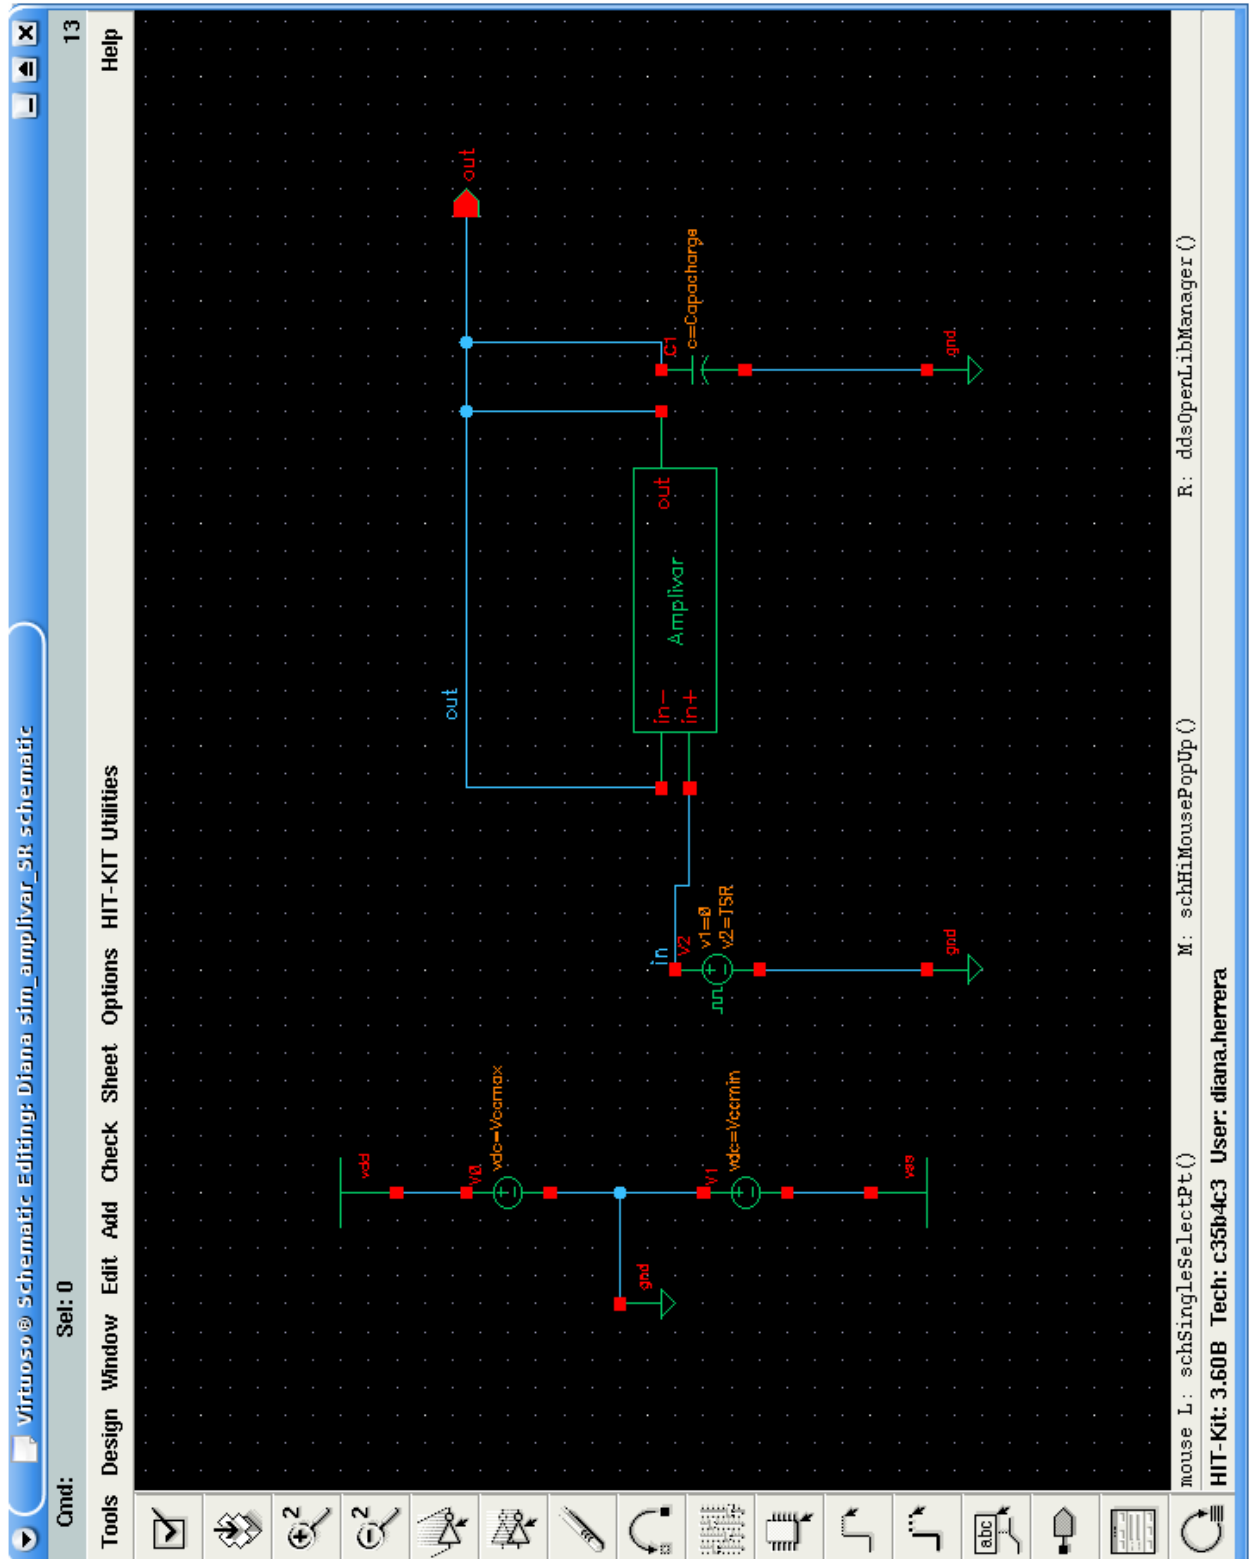 Virtuoso® Schematic Editing: Diana sim_amplivar_SR schematic
Cmd: Sel: 0 13
Tools Design Window Edit Add Check Sheet Options HIT-KIT Utilities Help
vdd
V0
vdc=Vccmax
gnd
V1
vdc=Vccmin
vss
in
V2
v1=0
v2=TSR
gnd
out
in-
in+
Amplivar
out
C1
c=Capacharge
gnd
out
abc
mouse L: schSingleSelectPt() M: schHiMousePopUp() R: ddsOpenLibManager()
HIT-Kit: 3.60B Tech: c35b4c3 User: diana.herrera